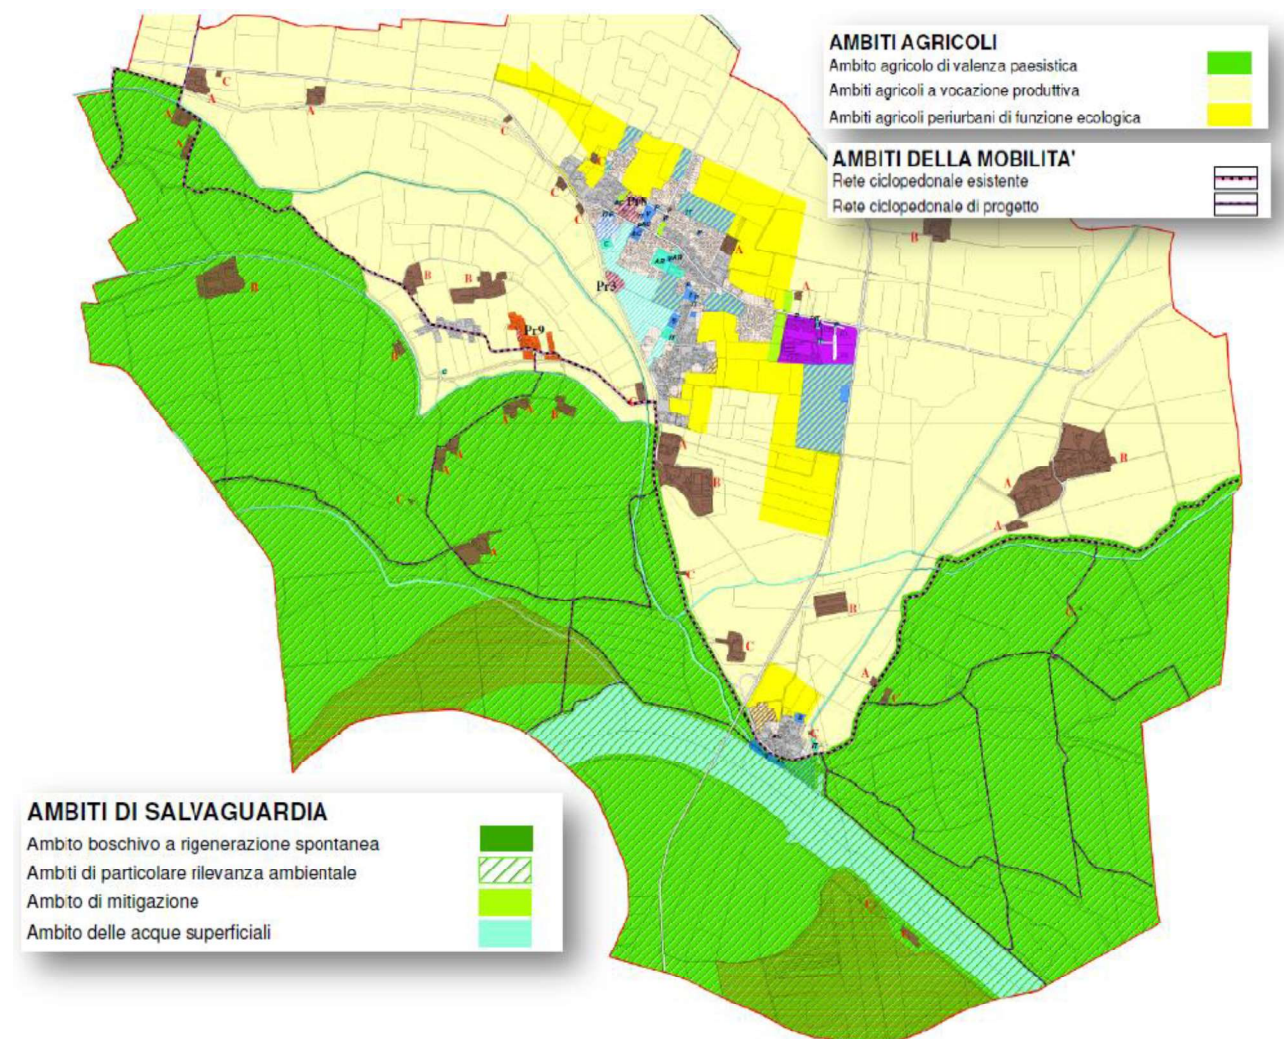 AMBITI AGRICOLI
Ambito agricolo di valenza paesistica
Ambiti agricoli a vocazione produttiva
Ambiti agricoli periurbani di funzione ecologica
AMBITI DELLA MOBILITA'
Rete ciclopedonale esistente
Rete ciclopedonale di progetto
C
A
A
A
A
C
C
C
B
A
A
B
B
B
Pr3
Pr9
A
B
A
A
C
A
A
B
B
A
A
C
B
C
A
C
C
C
AMBITI DI SALVAGUARDIA
Ambito boschivo a rigenerazione spontanea
Ambiti di particolare rilevanza ambientale
Ambito di mitigazione
Ambito delle acque superficiali